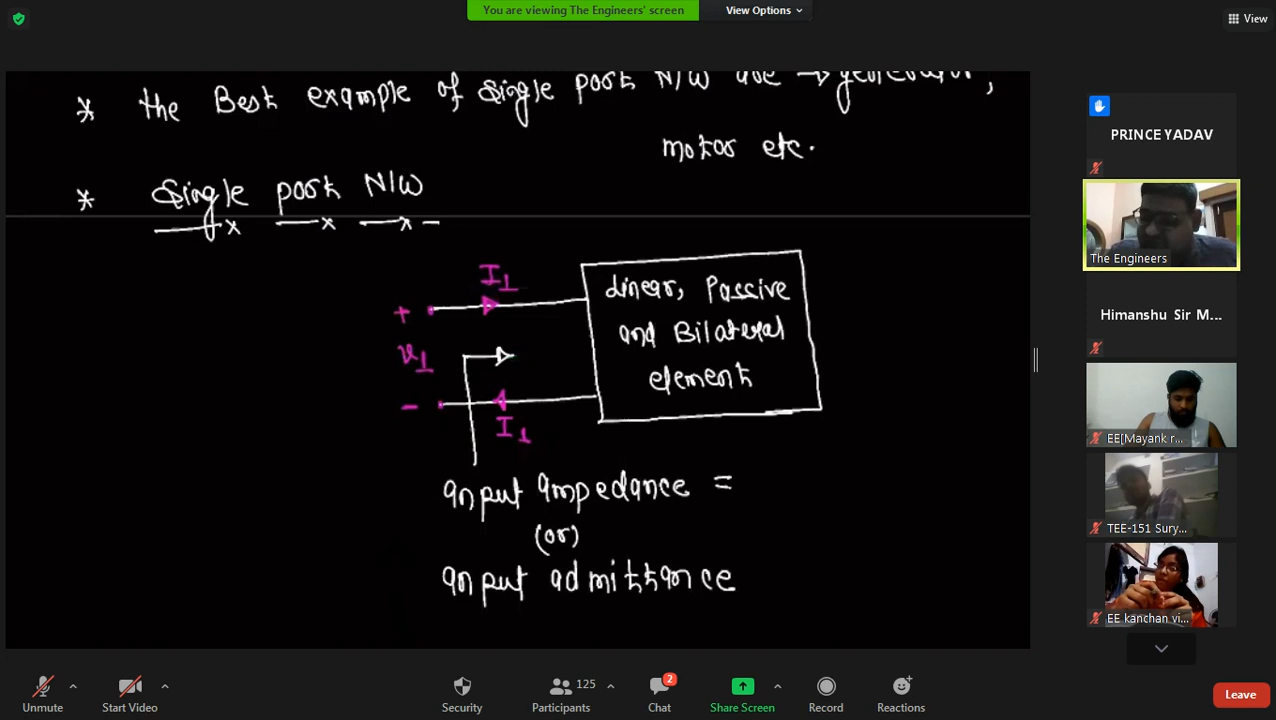 You are viewing The Engineers' screen
View Options
View
* the Best example of single port N/W are → generator,
motor etc.
* Single port N/W
I1
+
V1
-
I1
Linear, Passive
and Bilateral
element
input impedance =
(or)
input admittance
PRINCE YADAV
The Engineers
Himanshu Sir M...
EE[Mayank r...
TEE-151 Sury...
EE kanchan vi...
Unmute
Start Video
Security
125
Participants
2
Chat
Share Screen
Record
Reactions
Leave